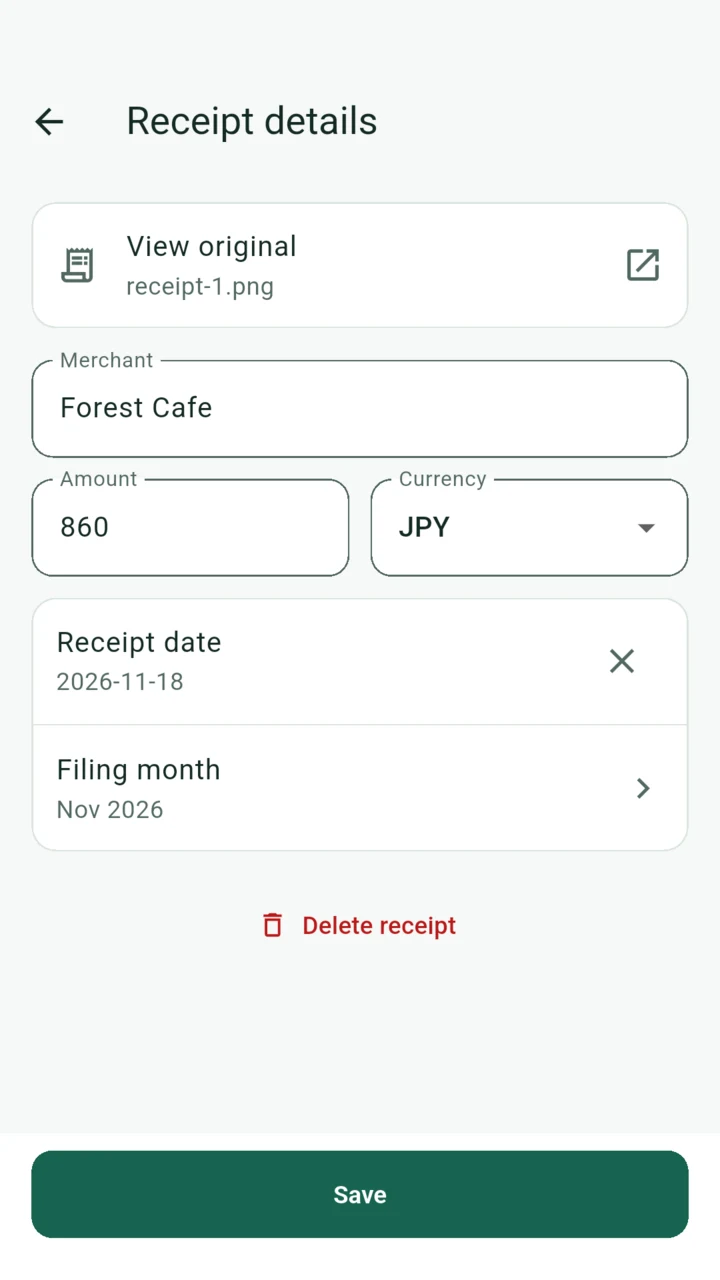 Receipt details
View original
receipt-1.png
Merchant
Forest Cafe
Amount
860
Currency
JPY
Receipt date
2026-11-18
Filing month
Nov 2026
Delete receipt
Save